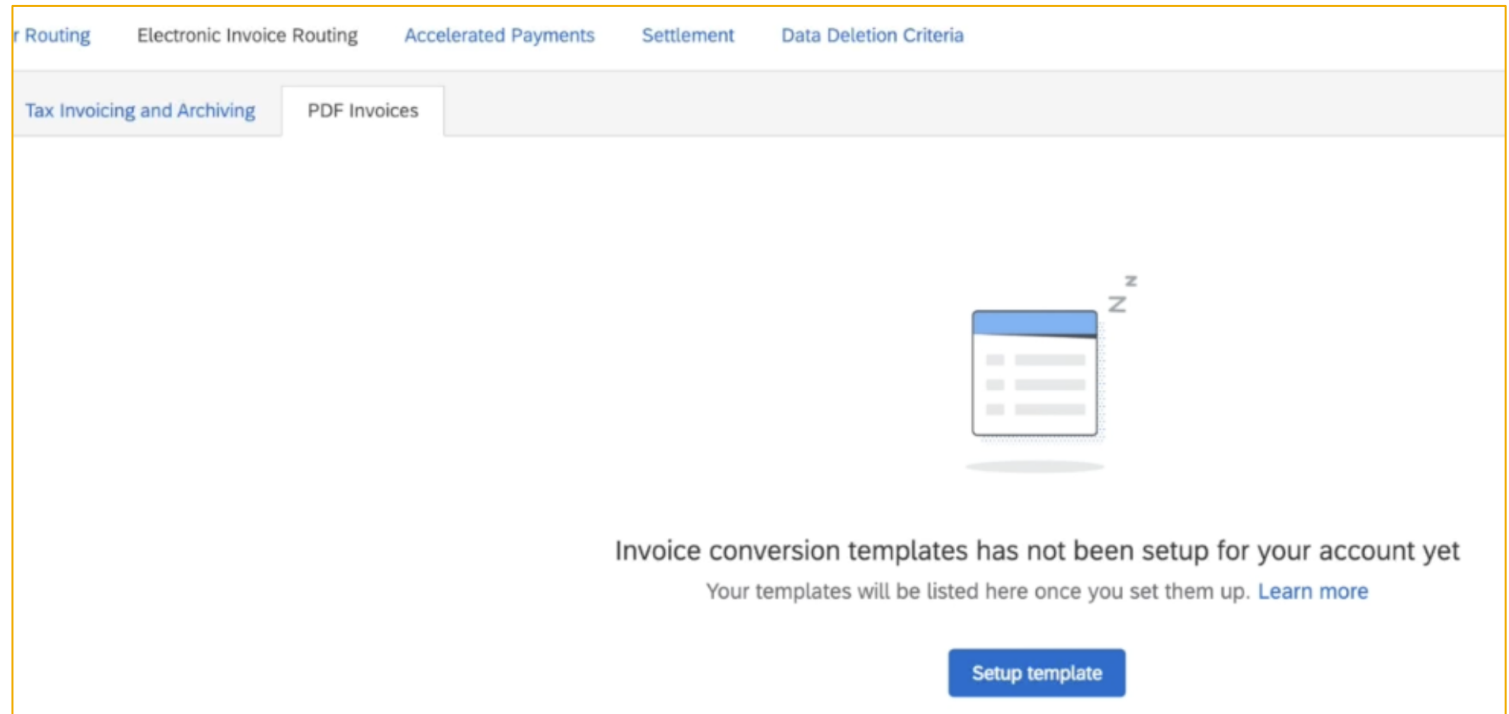 r Routing Electronic Invoice Routing Accelerated Payments Settlement Data Deletion Criteria
Tax Invoicing and Archiving PDF Invoices
z
Z
Invoice conversion templates has not been setup for your account yet
Your templates will be listed here once you set them up. Learn more
Setup template